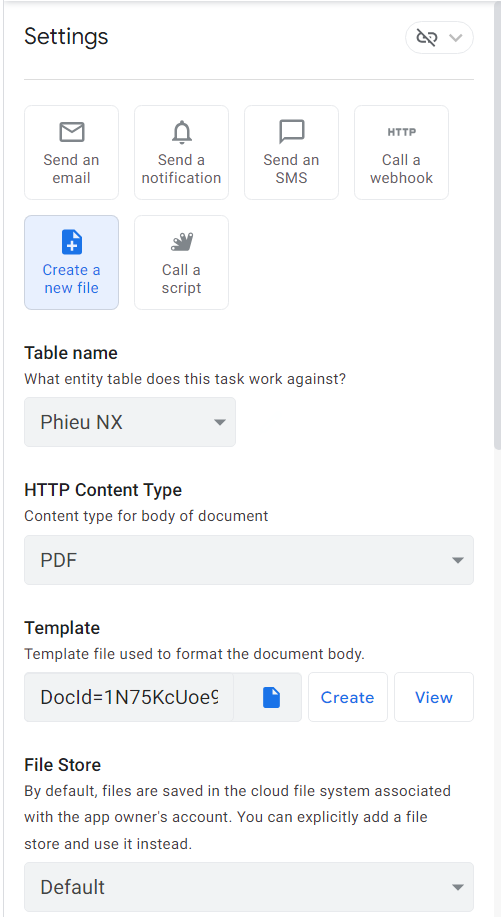 Settings
Send an
email
Send a
notification
Send an
SMS
HTTP
Call a
webhook
Create a
new file
Call a
script
Table name
What entity table does this task work against?
Phieu NX
HTTP Content Type
Content type for body of document
PDF
Template
Template file used to format the document body.
DocId=1N75KcUoe9
Create
View
File Store
By default, files are saved in the cloud file system associated
with the app owner's account. You can explicitly add a file
store and use it instead.
Default